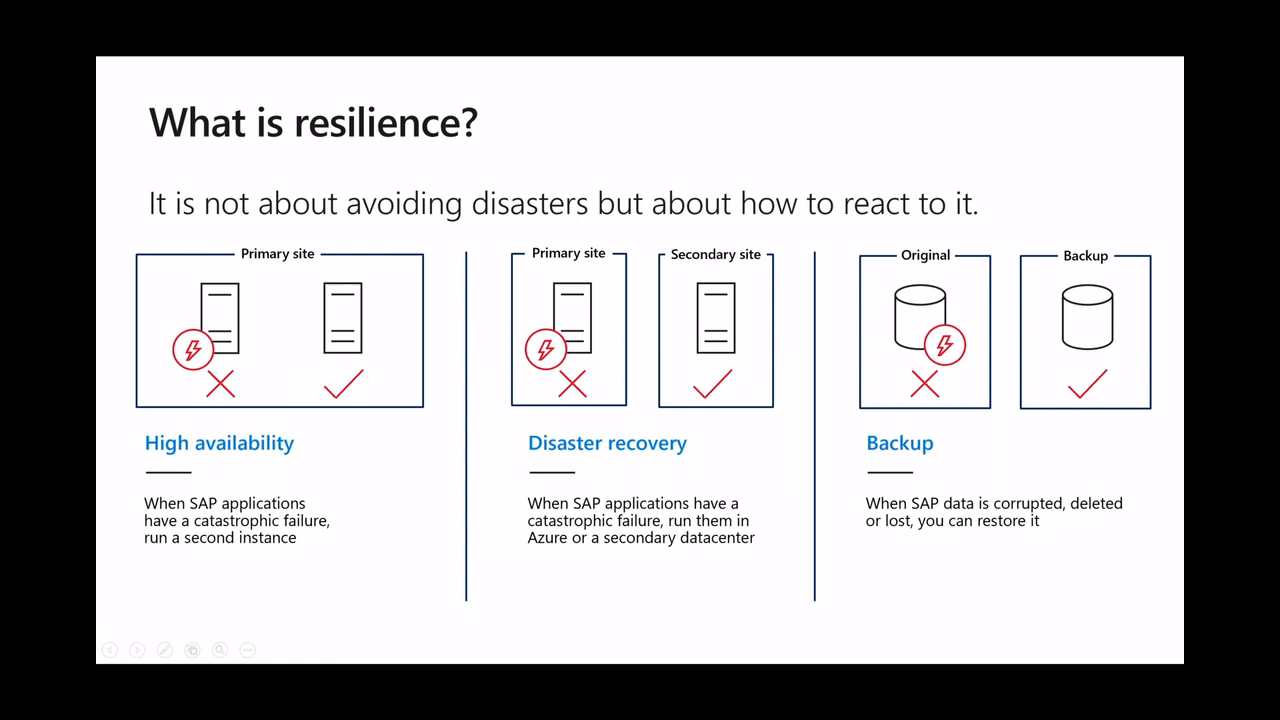 What is resilience?
It is not about avoiding disasters but about how to react to it.
Primary site
High availability
When SAP applications
have a catastrophic failure,
run a second instance
Primary site
Secondary site
Disaster recovery
When SAP applications have a
catastrophic failure, run them in
Azure or a secondary datacenter
Original
Backup
Backup
When SAP data is corrupted, deleted
or lost, you can restore it